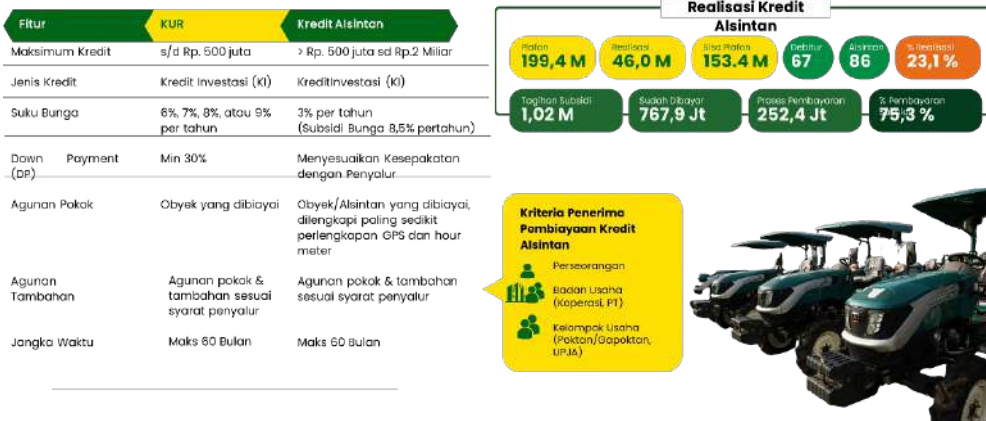 Fitur KUR Kredit Alsintan
Maksimum Kredit s/d Rp. 500 juta > Rp. 500 juta sd Rp.2 Miliar
Jenis Kredit Kredit Investasi (KI) KreditInvestasi (KI)
Suku Bunga 6%, 7%, 8%, atau 9% 3% per tahun
per tahun (Subsidi Bunga 8,5% pertahun)
Down Payment Min 30% Menyesuaikan Kesepakatan
(DP) dengan Penyalur
Agunan Pokok Obyek yang dibiayai Obyek/Alsintan yang dibiayai,
dilengkapi paling sedikit
perlengkapan GPS dan hour
meter
Agunan Agunan pokok & Agunan pokok & tambahan
Tambahan tambahan sesuai sesuai syarat penyalur
syarat penyalur
Jangka Waktu Maks 60 Bulan Maks 60 Bulan
Realisasi Kredit
Alsintan
Plafon Realisasi Sisa Plafon Debitur Alsintan % Realisasi
199,4 M 46,0 M 153.4 M 67 86 23,1 %
Tagihan Subsidi Sudah Dibayar Proses Pembayaran % Pembayaran
1,02 M 767,9 Jt 252,4 Jt 75,3 %
Kriteria Penerima
Pembiayaan Kredit
Alsintan
Perseorangan
Badan Usaha
(Koperasi, PT)
Kelompok Usaha
(Poktan/Gapoktan,
UPJA)